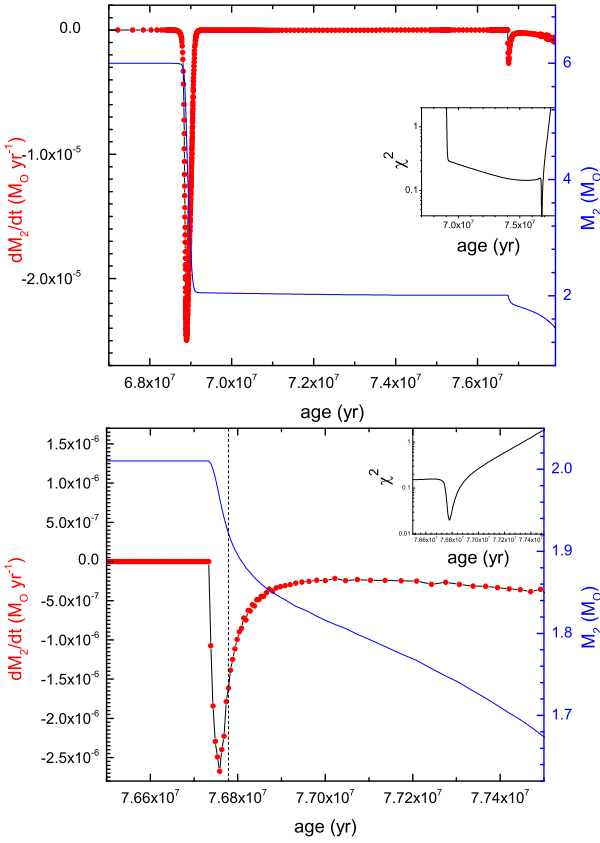 0.0
-1.0x10⁻⁵
-2.0x10⁻⁵
dM₂/dt (M_O yr⁻¹)
6
4
2
M₂ (M_O)
1
0.1
χ²
7.0x10⁷ 7.5x10⁷
age (yr)
6.8x10⁷ 7.0x10⁷ 7.2x10⁷ 7.4x10⁷ 7.6x10⁷
age (yr)
1.5x10⁻⁶
1.0x10⁻⁶
5.0x10⁻⁷
0.0
-5.0x10⁻⁷
-1.0x10⁻⁶
-1.5x10⁻⁶
-2.0x10⁻⁶
-2.5x10⁻⁶
dM₂/dt (M_O yr⁻¹)
2.0
1.9
1.8
1.7
M₂ (M_O)
1
0.1
0.01
χ²
7.66x10⁷ 7.68x10⁷ 7.70x10⁷ 7.72x10⁷ 7.74x10⁷
age (yr)
7.66x10⁷ 7.68x10⁷ 7.70x10⁷ 7.72x10⁷ 7.74x10⁷
age (yr)